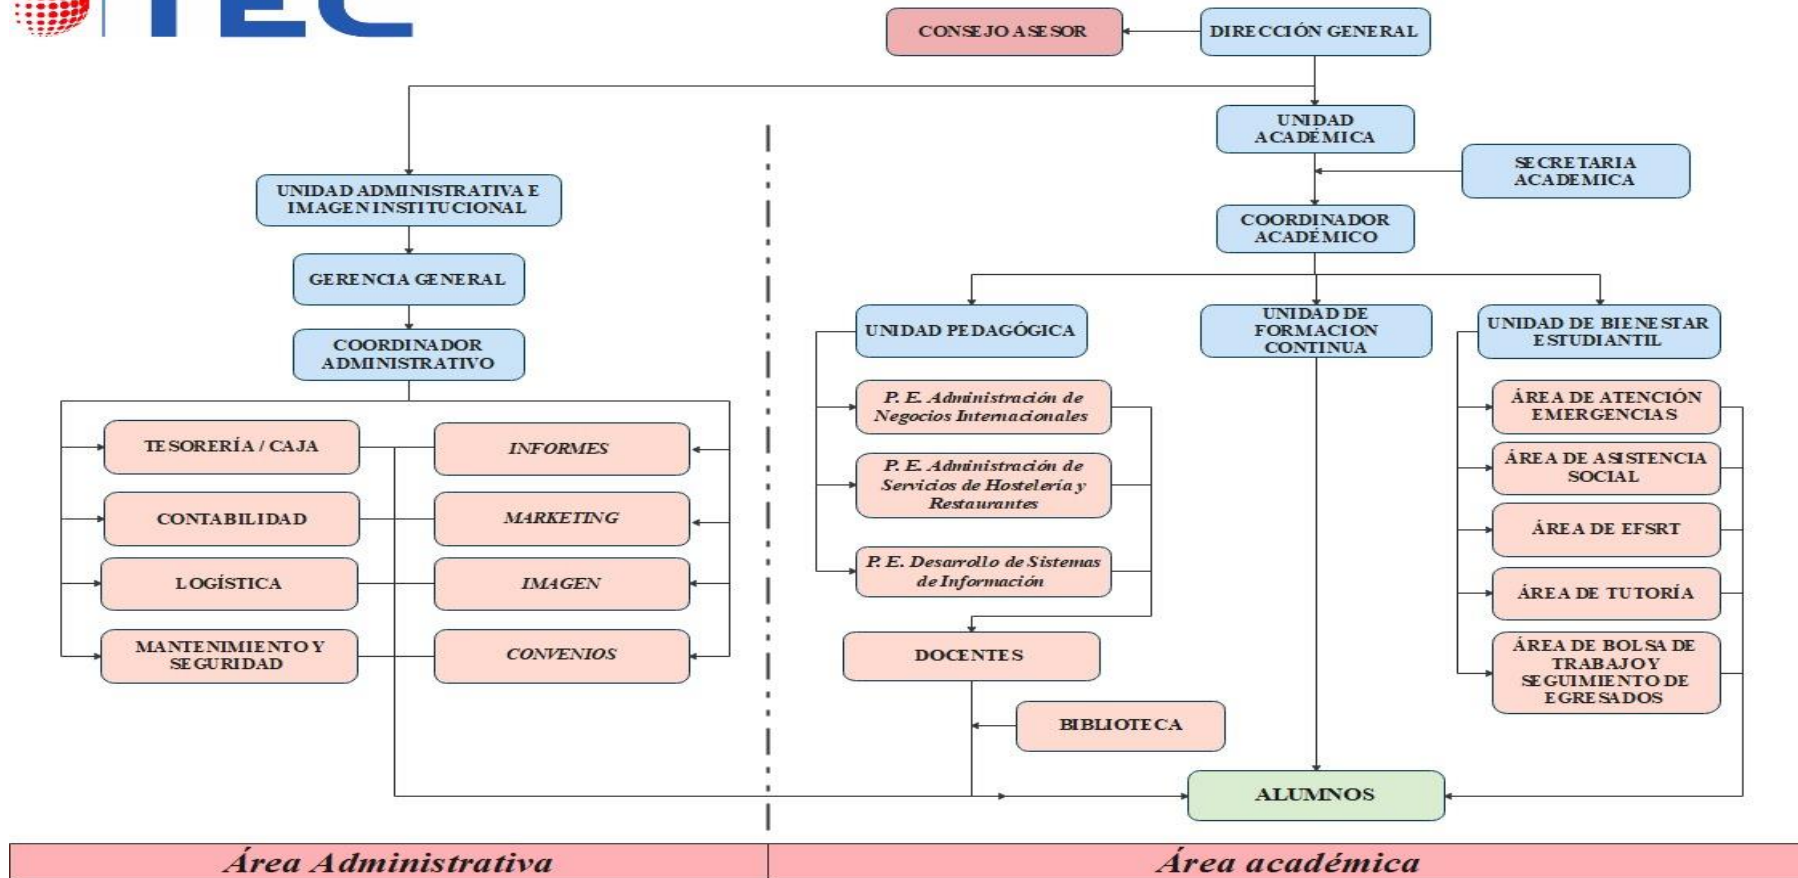 TEC
CONSEJO ASESOR
DIRECCIÓN GENERAL
UNIDAD
ACADÉMICA
SECRETARIA
ACADEMICA
UNIDAD ADMINISTRATIVA E
IMAGEN INSTITUCIONAL
COORDINADOR
ACADÉMICO
GERENCIA GENERAL
COORDINADOR
ADMINISTRATIVO
UNIDAD PEDAGÓGICA
UNIDAD DE
FORMACION
CONTINUA
UNIDAD DE BIENESTAR
ESTUDIANTIL
TESORERÍA / CAJA
INFORMES
CONTABILIDAD
MARKETING
LOGÍSTICA
IMAGEN
MANTENIMIENTO Y
SEGURIDAD
CONVENIOS
P. E. Administración de
Negocios Internacionales
P. E. Administración de
Servicios de Hostelería y
Restaurantes
P. E. Desarrollo de Sistemas
de Información
DOCENTES
BIBLIOTECA
ÁREA DE ATENCIÓN
EMERGENCIAS
ÁREA DE ASISTENCIA
SOCIAL
ÁREA DE EFSRT
ÁREA DE TUTORÍA
ÁREA DE BOLSA DE
TRABAJO Y
SEGUIMIENTO DE
EGRESADOS
ALUMNOS
Área Administrativa
Área académica